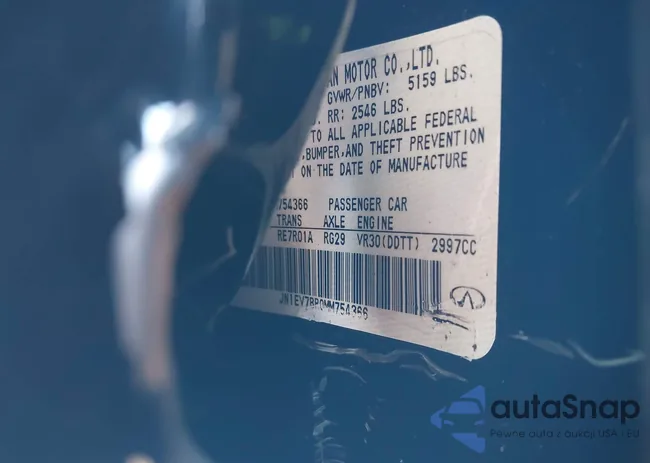 AN MOTOR CO.,LTD.
GVWR/PNBV: 5159 LBS.
RR: 2546 LBS.
TO ALL APPLICABLE FEDERAL
,BUMPER,AND THEFT PREVENTION
ON THE DATE OF MANUFACTURE
754366 PASSENGER CAR
TRANS AXLE ENGINE
RE7R01A RG29 VR30(DDTT) 2997CC
JN1EV7BP0MM754366
autaSnap
Pewne auta z aukcji USA i EU